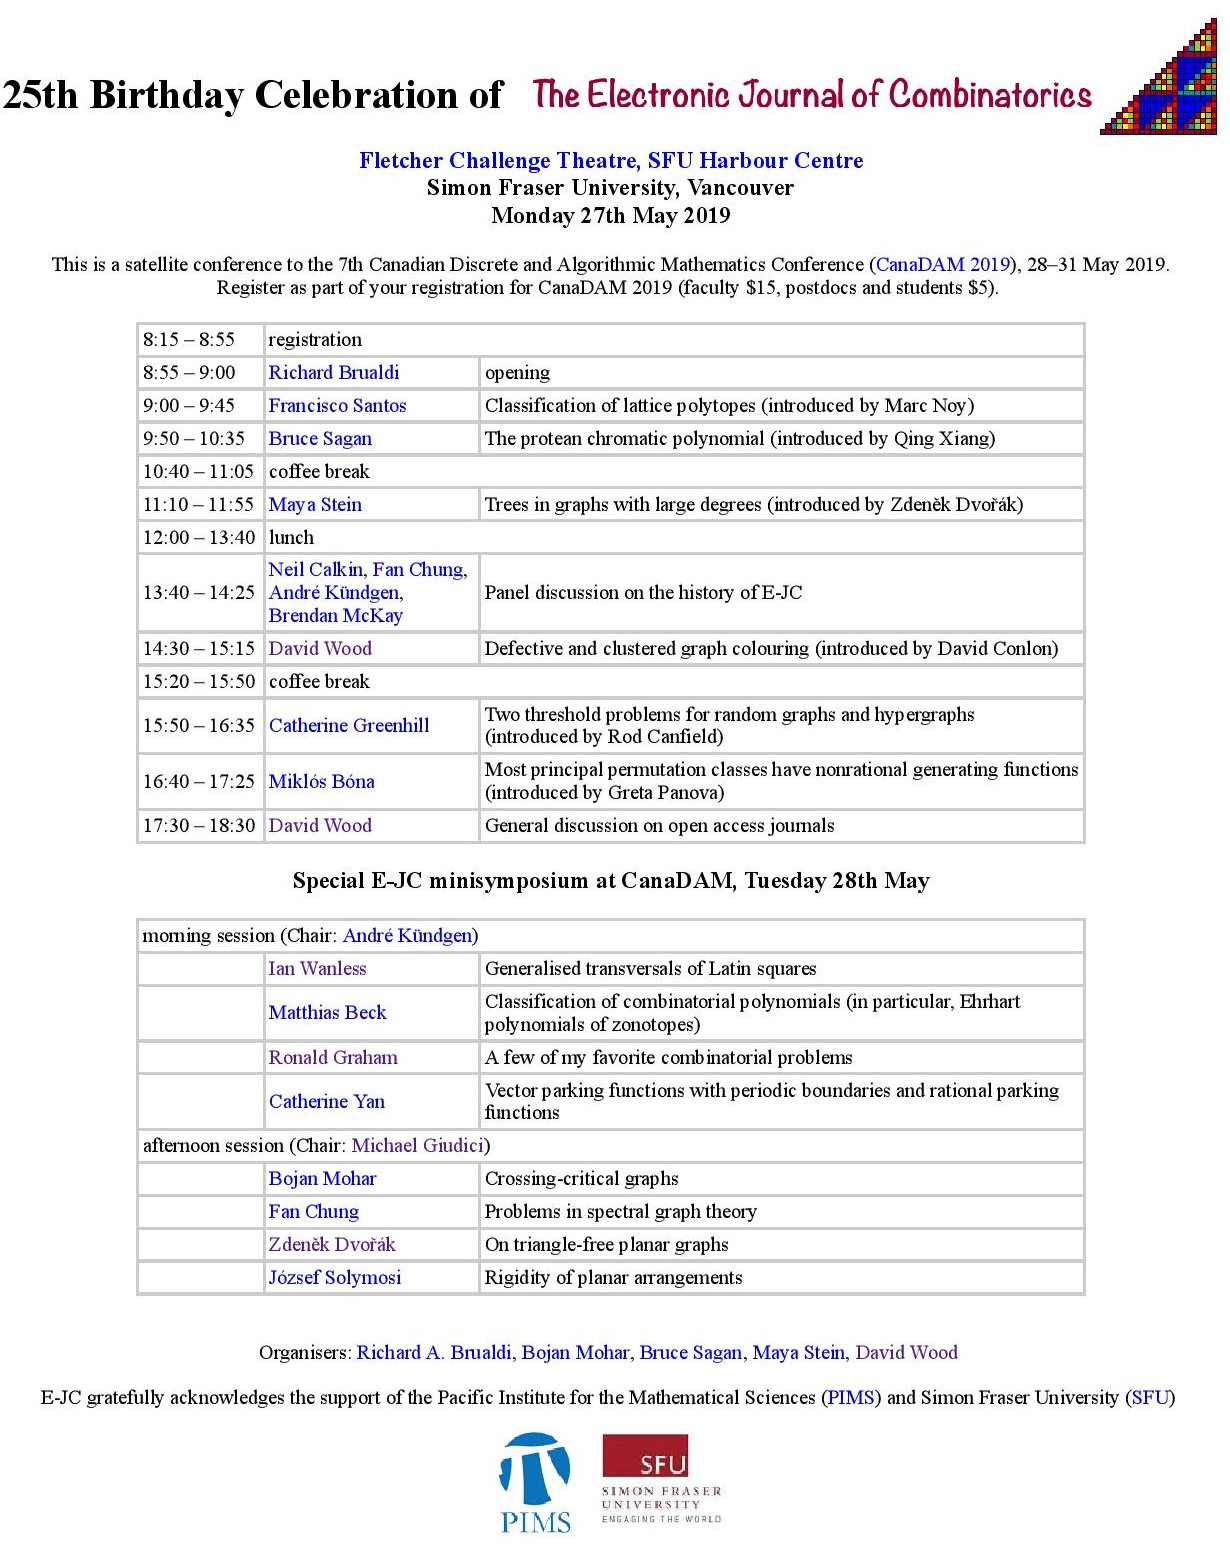 25th Birthday Celebration of The Electronic Journal of Combinatorics
Fletcher Challenge Theatre, SFU Harbour Centre
Simon Fraser University, Vancouver
Monday 27th May 2019
This is a satellite conference to the 7th Canadian Discrete and Algorithmic Mathematics Conference (CanaDAM 2019), 28–31 May 2019.
Register as part of your registration for CanaDAM 2019 (faculty $15, postdocs and students $5).
8:15 – 8:55 registration
8:55 – 9:00 Richard Brualdi opening
9:00 – 9:45 Francisco Santos Classification of lattice polytopes (introduced by Marc Noy)
9:50 – 10:35 Bruce Sagan The protean chromatic polynomial (introduced by Qing Xiang)
10:40 – 11:05 coffee break
11:10 – 11:55 Maya Stein Trees in graphs with large degrees (introduced by Zdeněk Dvořák)
12:00 – 13:40 lunch
13:40 – 14:25 Neil Calkin, Fan Chung,
André Kündgen,
Brendan McKay
Panel discussion on the history of E-JC
14:30 – 15:15 David Wood Defective and clustered graph colouring (introduced by David Conlon)
15:20 – 15:50 coffee break
15:50 – 16:35 Catherine Greenhill Two threshold problems for random graphs and hypergraphs
(introduced by Rod Canfield)
16:40 – 17:25 Miklós Bóna Most principal permutation classes have nonrational generating functions
(introduced by Greta Panova)
17:30 – 18:30 David Wood General discussion on open access journals
Special E-JC minisymposium at CanaDAM, Tuesday 28th May
morning session (Chair: André Kündgen)
Ian Wanless Generalised transversals of Latin squares
Matthias Beck Classification of combinatorial polynomials (in particular, Ehrhart
polynomials of zonotopes)
Ronald Graham A few of my favorite combinatorial problems
Catherine Yan Vector parking functions with periodic boundaries and rational parking
functions
afternoon session (Chair: Michael Giudici)
Bojan Mohar Crossing-critical graphs
Fan Chung Problems in spectral graph theory
Zdeněk Dvořák On triangle-free planar graphs
József Solymosi Rigidity of planar arrangements
Organisers: Richard A. Brualdi, Bojan Mohar, Bruce Sagan, Maya Stein, David Wood
E-JC gratefully acknowledges the support of the Pacific Institute for the Mathematical Sciences (PIMS) and Simon Fraser University (SFU)
PIMS
SFU
SIMON FRASER
UNIVERSITY
ENGAGING THE WORLD